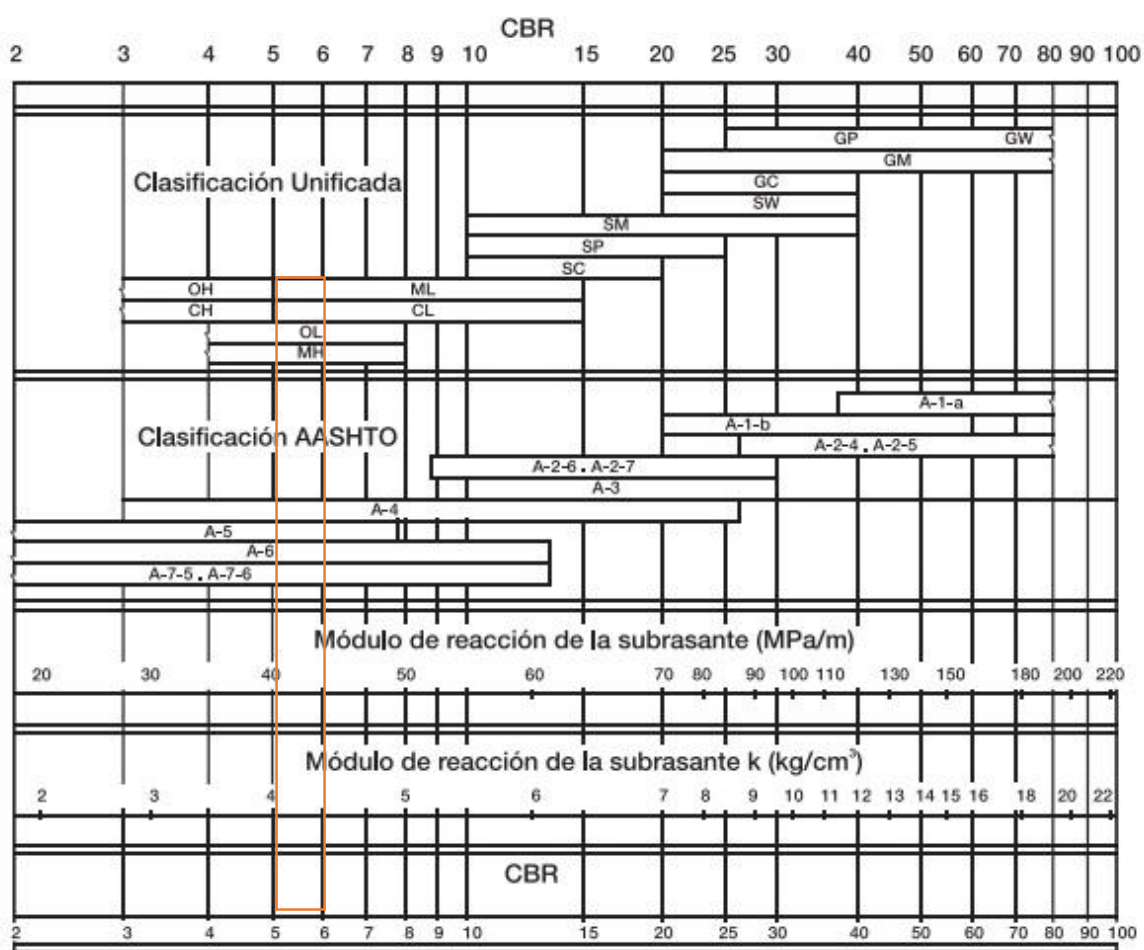 CBR
2 3 4 5 6 7 8 9 10 15 20 25 30 40 50 60 70 80 90 100
GP GW
GM
Clasificación Unificada
GC
SW
SM
SP
SC
OH ML
CH CL
OL
MH
A-1-a
A-1-b
Clasificación AASHTO
A-2-4 . A-2-5
A-2-6 . A-2-7
A-3
A-4
A-5
A-6
A-7-5 . A-7-6
Módulo de reacción de la subrasante (MPa/m)
20 30 40 50 60 70 80 90 100 110 130 150 180 200 220
Módulo de reacción de la subrasante k (kg/cm³)
2 3 4 5 6 7 8 9 10 11 12 13 14 15 16 18 20 22
CBR
2 3 4 5 6 7 8 9 10 15 20 25 30 40 50 60 70 80 90 100